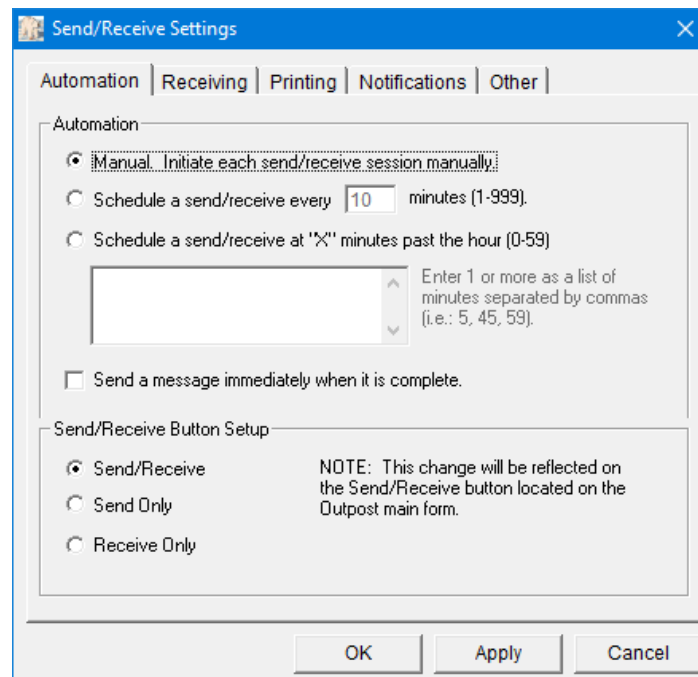 Send/Receive Settings
Automation
Receiving
Printing
Notifications
Other
Automation
Manual.  Initiate each send/receive session manually.
Schedule a send/receive every 10 minutes (1-999).
Schedule a send/receive at "X" minutes past the hour (0-59)
Enter 1 or more as a list of
minutes separated by commas
(i.e.: 5, 45, 59).
Send a message immediately when it is complete.
Send/Receive Button Setup
Send/Receive
Send Only
Receive Only
NOTE:  This change will be reflected on
the Send/Receive button located on the
Outpost main form.
OK
Apply
Cancel